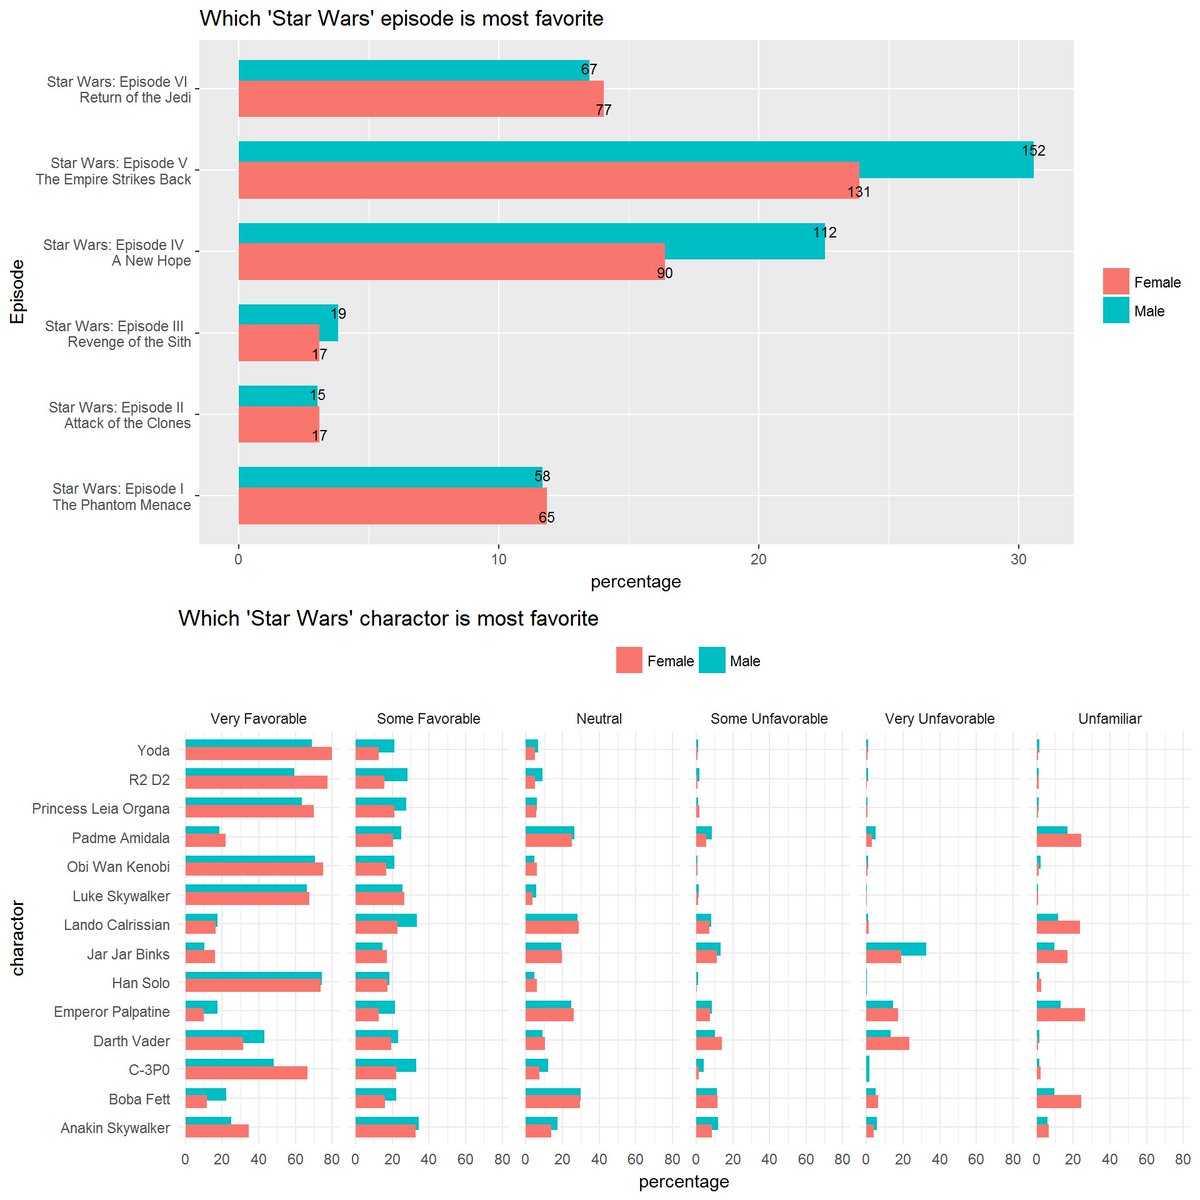 Which 'Star Wars' episode is most favorite
Star Wars: Episode VI
Return of the Jedi
67
77
Star Wars: Episode V
The Empire Strikes Back
152
131
Star Wars: Episode IV
A New Hope
112
90
Star Wars: Episode III
Revenge of the Sith
19
17
Star Wars: Episode II
Attack of the Clones
15
17
Star Wars: Episode I
The Phantom Menace
58
65
Episode
0 10 20 30
percentage
Female
Male
Which 'Star Wars' charactor is most favorite
Female Male
Very Favorable Some Favorable Neutral Some Unfavorable Very Unfavorable Unfamiliar
Yoda
R2 D2
Princess Leia Organa
Padme Amidala
Obi Wan Kenobi
Luke Skywalker
Lando Calrissian
Jar Jar Binks
Han Solo
Emperor Palpatine
Darth Vader
C-3P0
Boba Fett
Anakin Skywalker
charactor
0 20 40 60 80 0 20 40 60 80 0 20 40 60 80 0 20 40 60 80 0 20 40 60 80 0 20 40 60 80
percentage